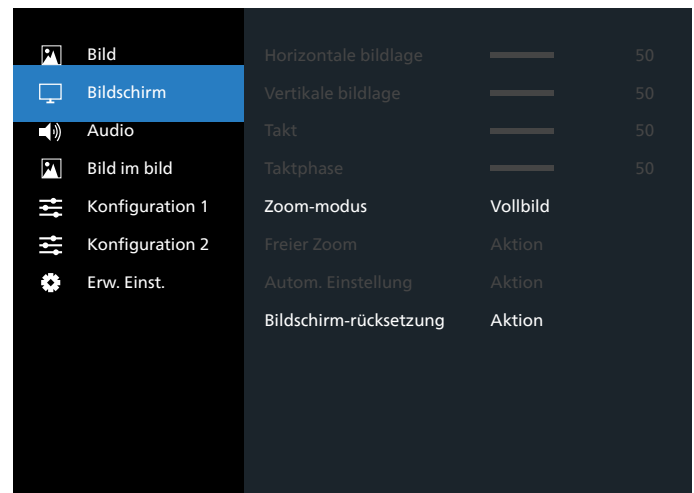 Bild
Bildschirm
Audio
Bild im bild
Konfiguration 1
Konfiguration 2
Erw. Einst.
Horizontale bildlage 50
Vertikale bildlage 50
Takt 50
Taktphase 50
Zoom-modus Vollbild
Freier Zoom Aktion
Autom. Einstellung Aktion
Bildschirm-rücksetzung Aktion